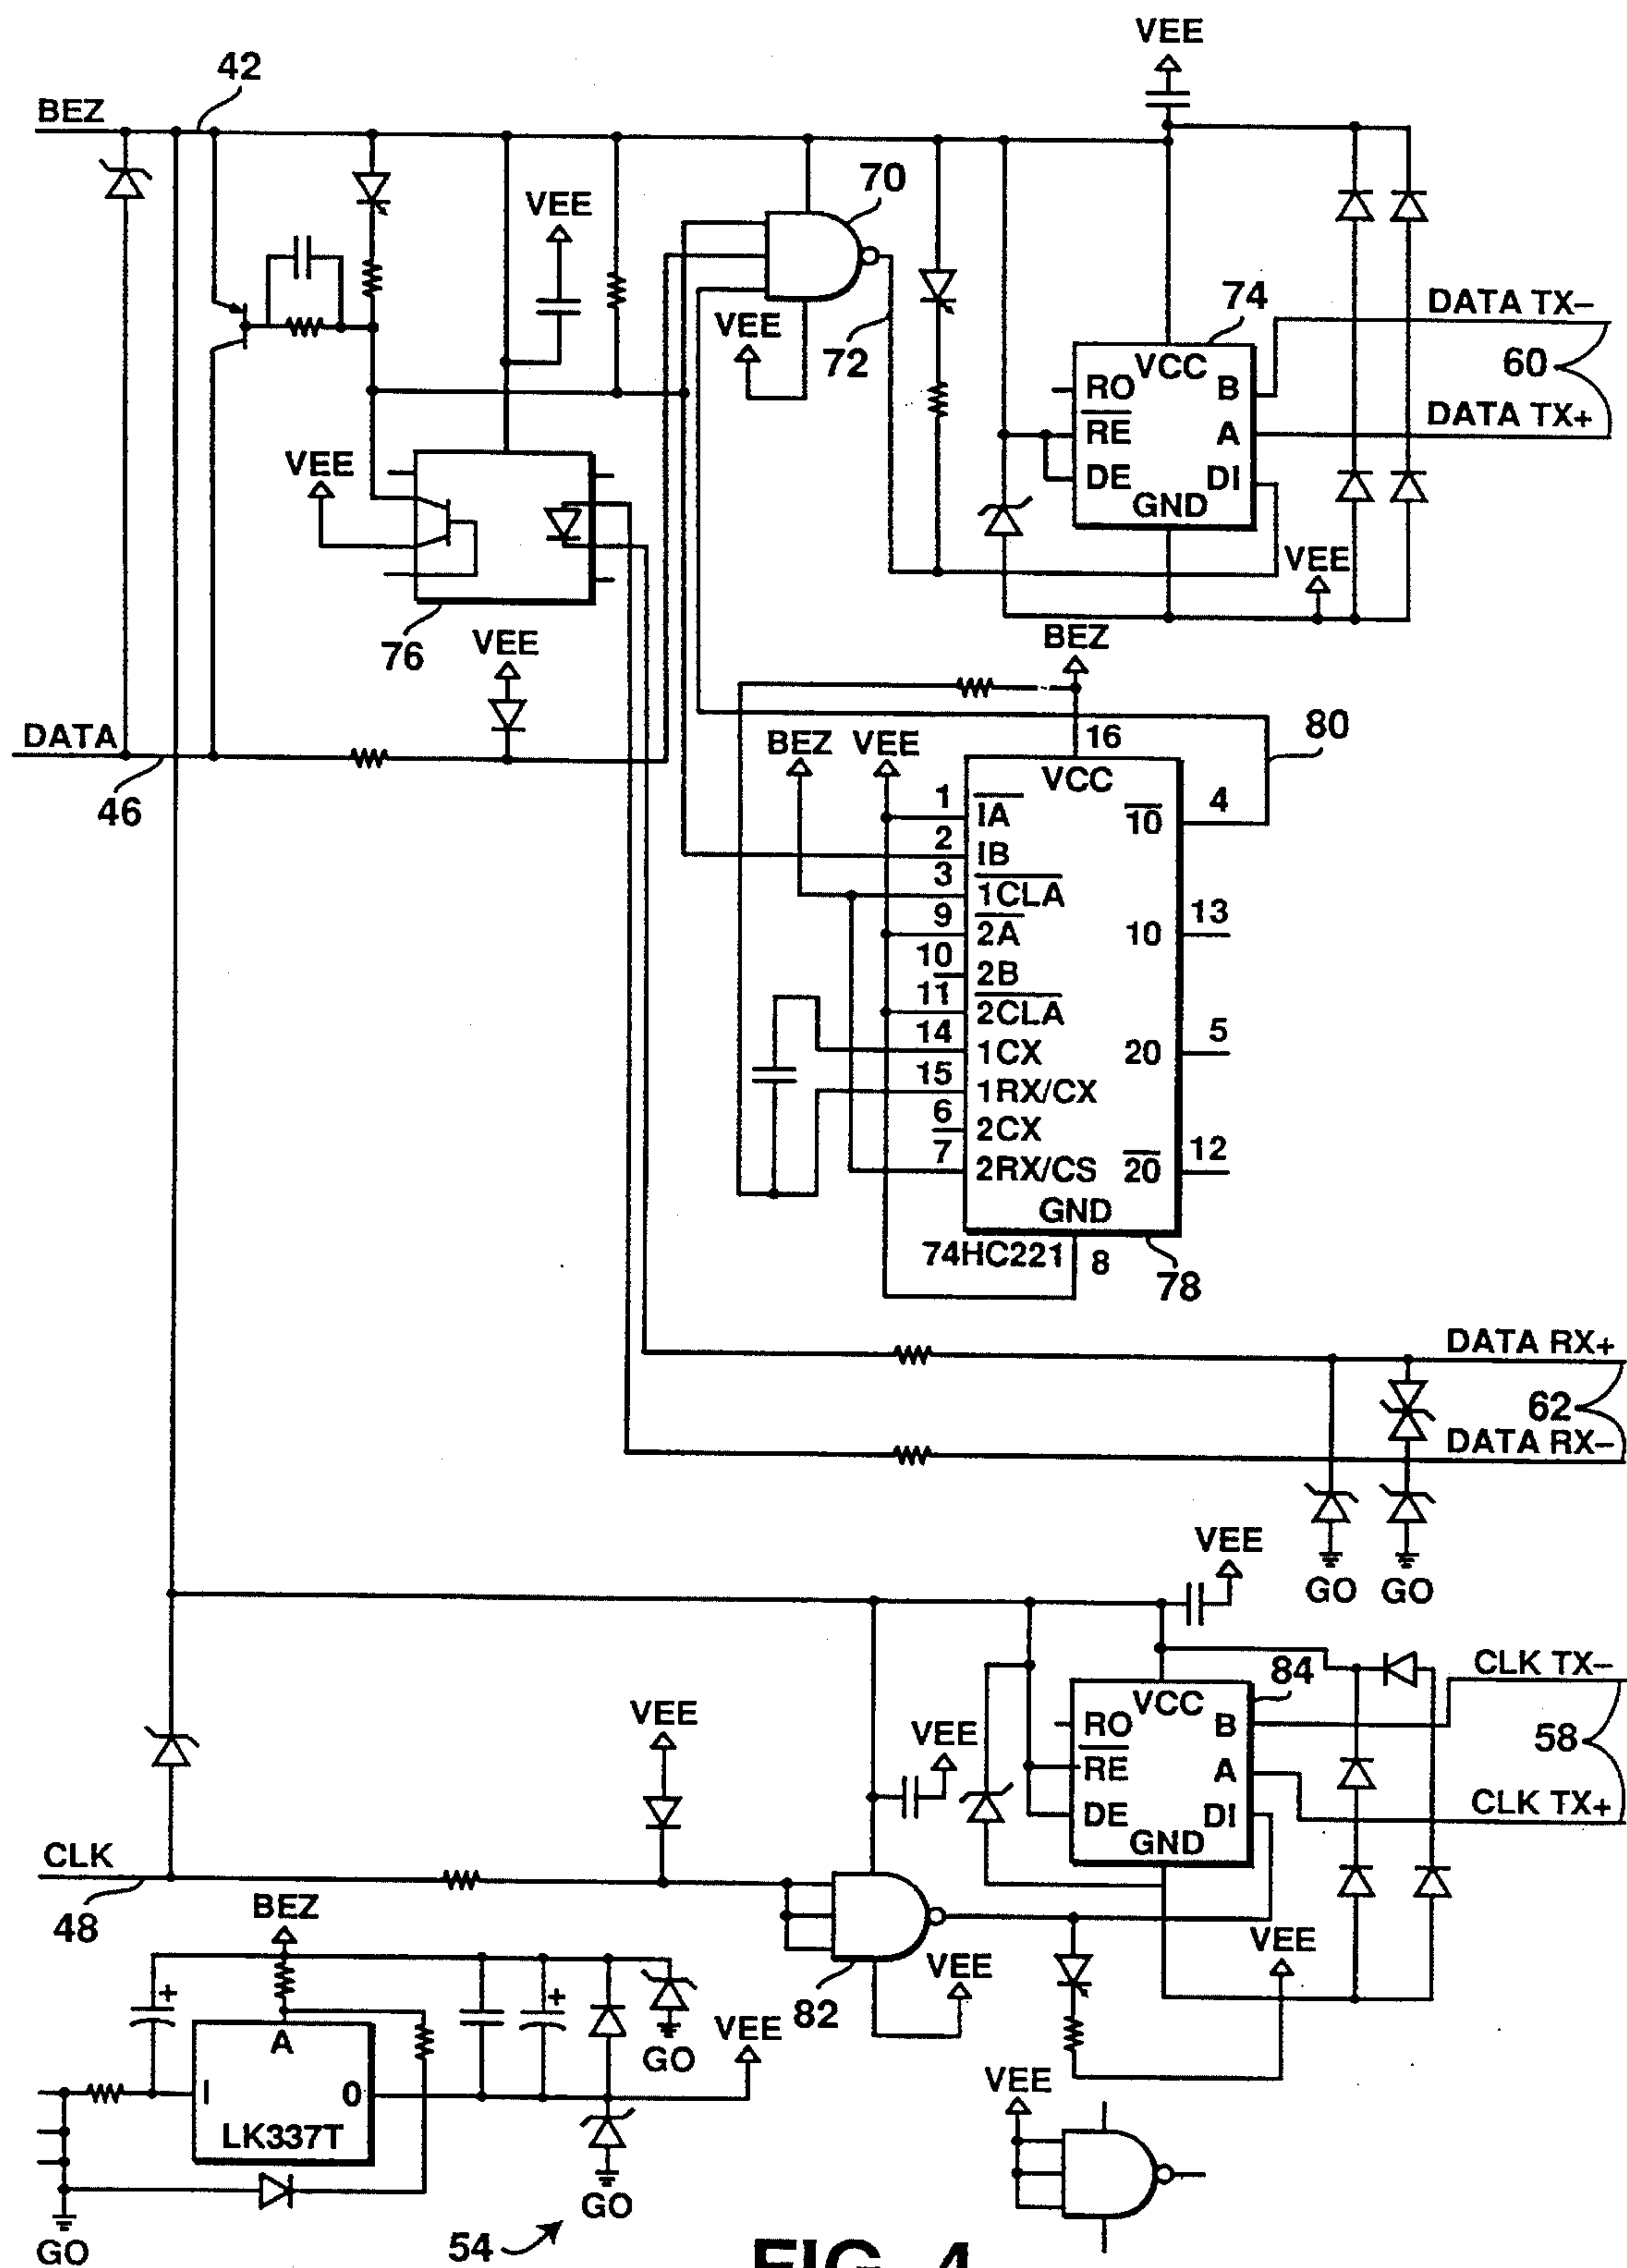 VEE
42
BEZ
70
VEE
74
DATA TX–
VEE
72
VCC
60
RO
B
RE
A
DATA TX+
VEE
DE
DI
GND
VEE
76
VEE
BEZ
DATA
46
BEZ
VEE
16
80
VCC
1
IA
10
4
2
IB
3
1CLA
9
2A
10
13
10
2B
11
2CLA
14
1CX
20
5
15
1RX/CX
6
2CX
7
2RX/CS
20
12
GND
74HC221
8
78
DATA RX+
62
DATA RX–
VEE
GO
GO
84
CLK TX–
VCC
VEE
VEE
RO
B
58
RE
A
DE
DI
CLK TX+
GND
CLK
48
BEZ
VEE
VEE
82
+
+
A
GO
VEE
I
0
LK337T
VEE
GO
GO
54
FIG. 4